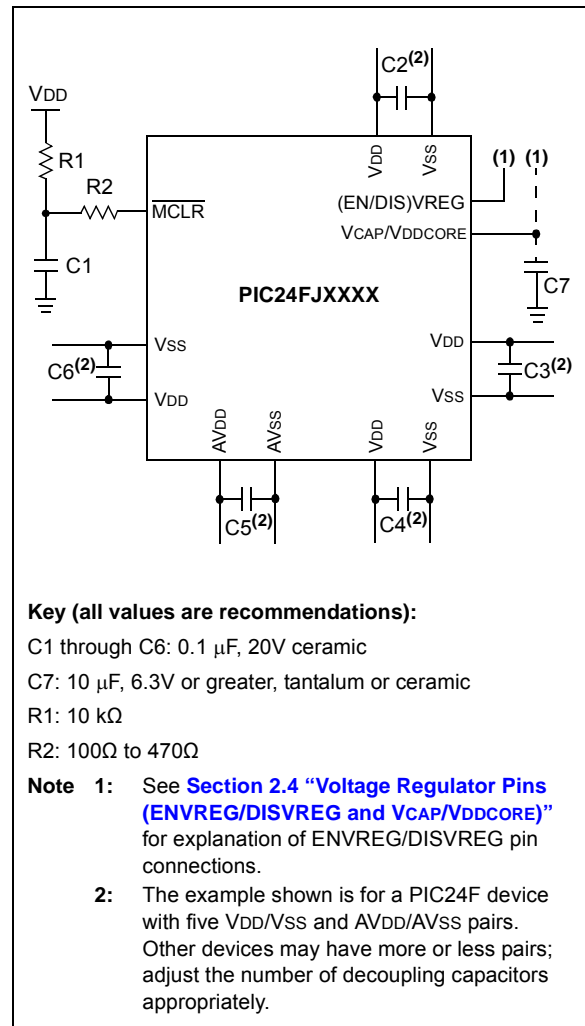 C2(2)
VDD
R1
R2
C1
MCLR
VDD
VSS
(1) (1)
(EN/DIS)VREG
VCAP/VDDCORE
C7
PIC24FJXXXX
VSS
VDD
C6(2)
VDD
VSS
C3(2)
AVDD
AVSS
VDD
VSS
C5(2)
C4(2)
Key (all values are recommendations):
C1 through C6: 0.1 μF, 20V ceramic
C7: 10 μF, 6.3V or greater, tantalum or ceramic
R1: 10 kΩ
R2: 100Ω to 470Ω
Note 1: See Section 2.4 “Voltage Regulator Pins
(ENVREG/DISVREG and VCAP/VDDCORE)”
for explanation of ENVREG/DISVREG pin
connections.
2: The example shown is for a PIC24F device
with five VDD/VSS and AVDD/AVSS pairs.
Other devices may have more or less pairs;
adjust the number of decoupling capacitors
appropriately.